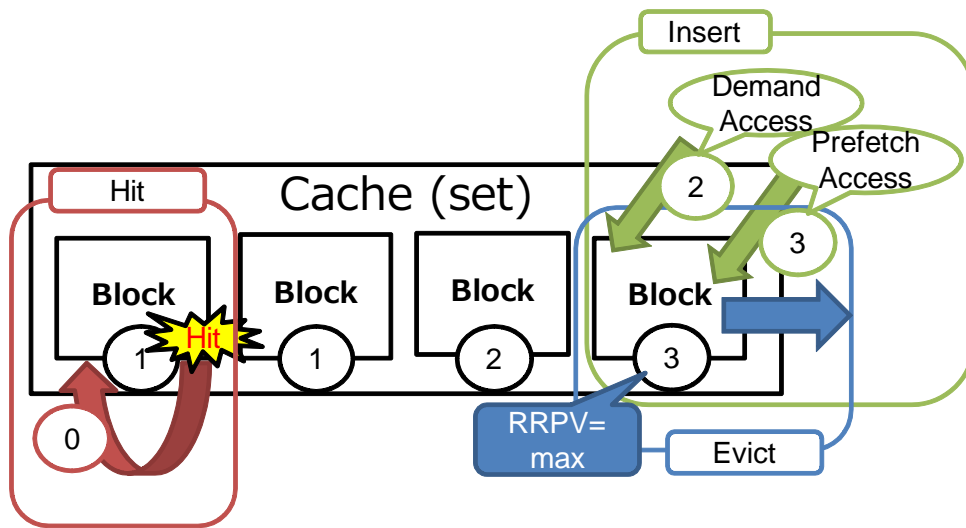 Insert
Demand
Access
2
Prefetch
Access
3
Hit
Cache (set)
Block
Block
Block
Block
Hit
1
1
2
3
0
RRPV=
max
Evict